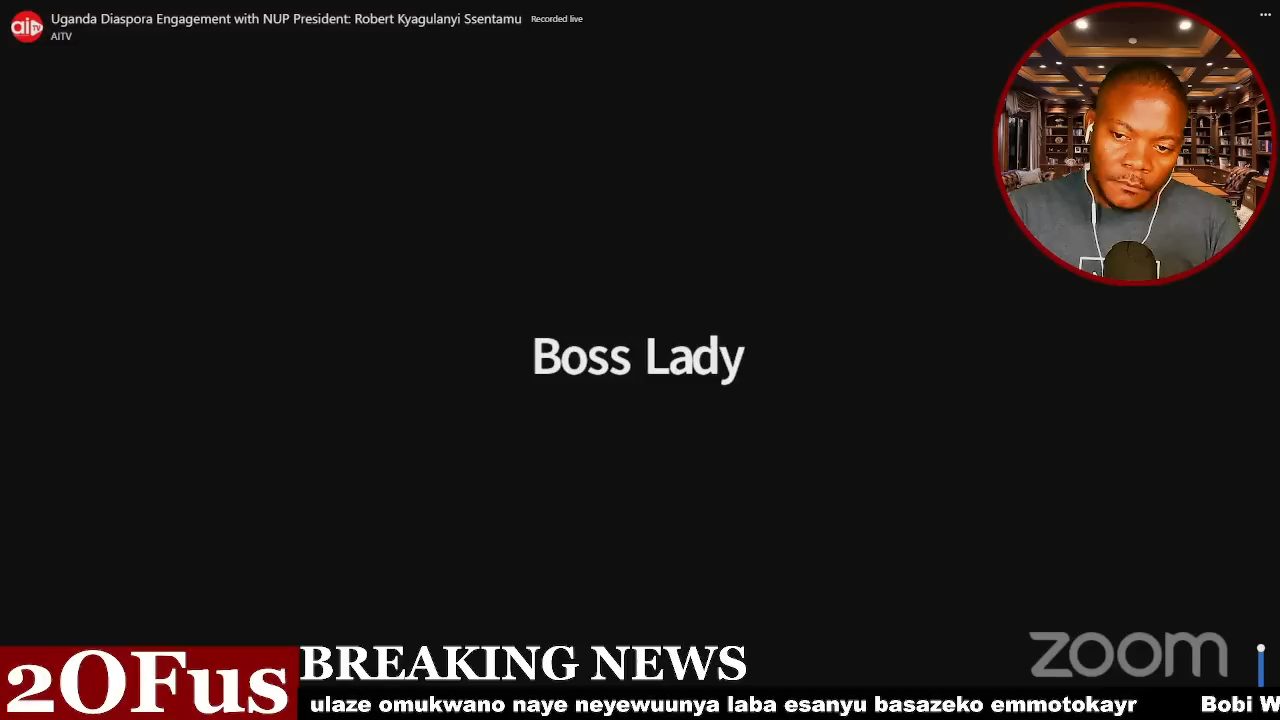 Uganda Diaspora Engagement with NUP President: Robert Kyagulanyi Ssentamu Recorded live
AITV
Boss Lady
zoom
2OFus
BREAKING NEWS
ulaze omukwano naye neyewuunya laba esanyu basazeko emmotokayr Bobi W